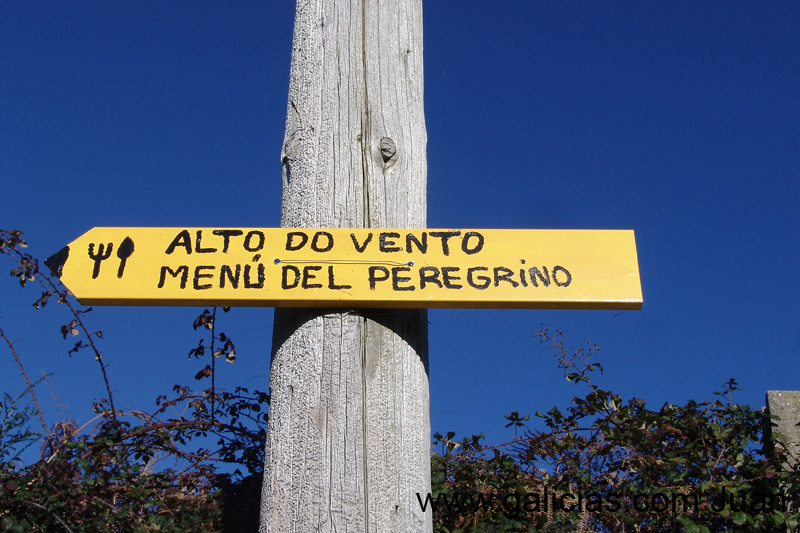 ALTO DO VENTO
MENÚ DEL PEREGRINO
www.galicias.com Juan